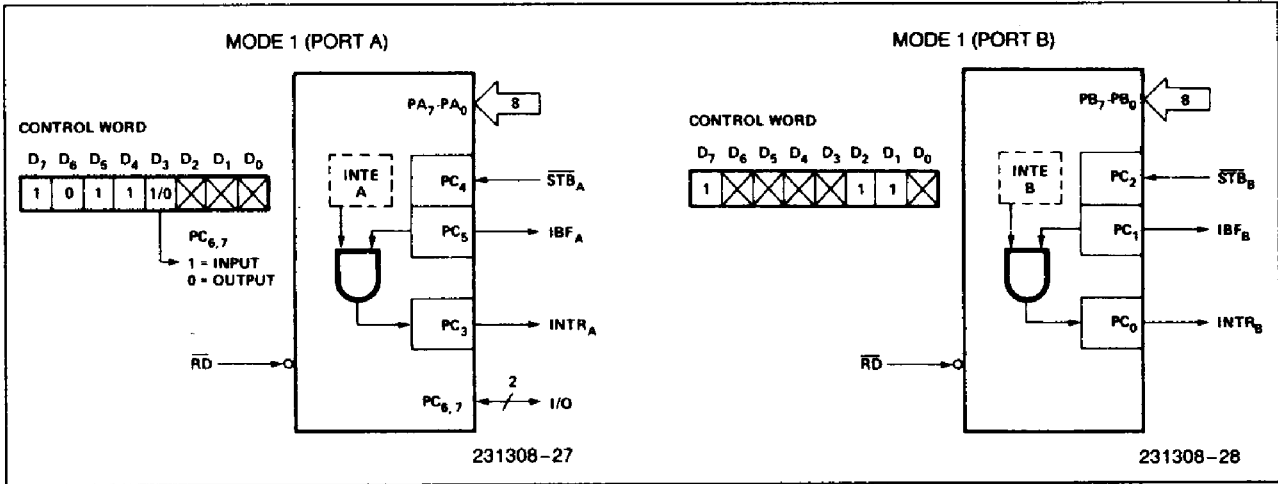 MODE 1 (PORT A)
CONTROL WORD
D7 D6 D5 D4 D3 D2 D1 D0
1 0 1 1 1/0
PC6, 7
1 = INPUT
0 = OUTPUT
PA7-PA0
8
INTE
A
PC4
STBA
PC5
IBFA
PC3
INTRA
RD
PC6, 7
2
I/O
231308-27
MODE 1 (PORT B)
CONTROL WORD
D7 D6 D5 D4 D3 D2 D1 D0
1 1 1
PB7-PB0
8
INTE
B
PC2
STBB
PC1
IBFB
PC0
INTRB
RD
231308-28